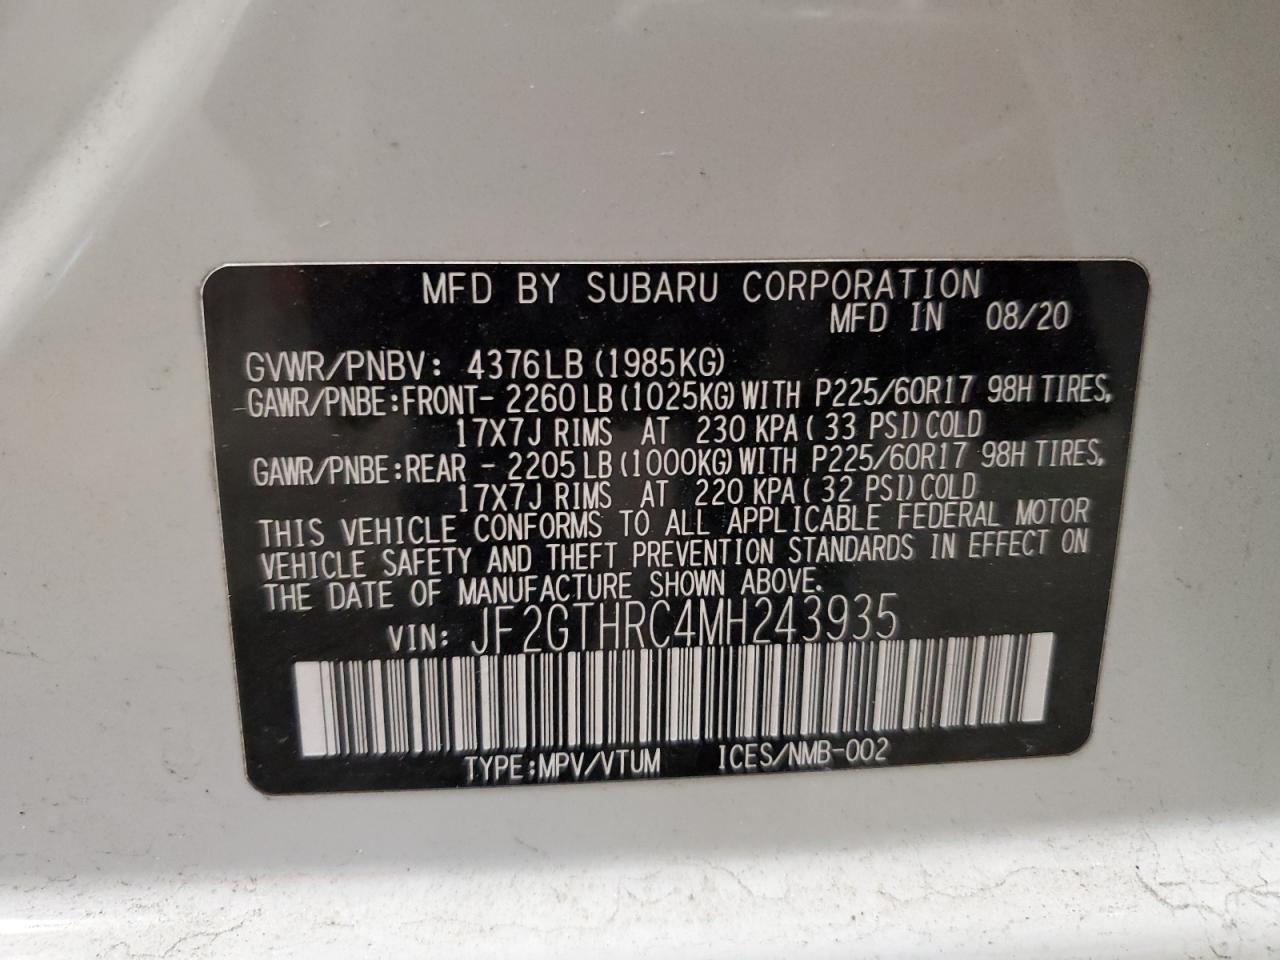 MFD BY SUBARU CORPORATION
MFD IN 08/20
GVWR/PNBV: 4376LB (1985KG)
GAWR/PNBE:FRONT- 2260LB (1025KG) WITH P225/60R17 98H TIRES,
17X7J RIMS AT 230 KPA ( 33 PSI) COLD
GAWR/PNBE:REAR - 2205LB (1000KG) WITH P225/60R17 98H TIRES,
17X7J RIMS AT 220 KPA ( 32 PSI) COLD
THIS VEHICLE CONFORMS TO ALL APPLICABLE FEDERAL MOTOR
VEHICLE SAFETY AND THEFT PREVENTION STANDARDS IN EFFECT ON
THE DATE OF MANUFACTURE SHOWN ABOVE.
VIN: JF2GTHRC4MH243935
TYPE:MPV/VTUM ICES/NMB-002